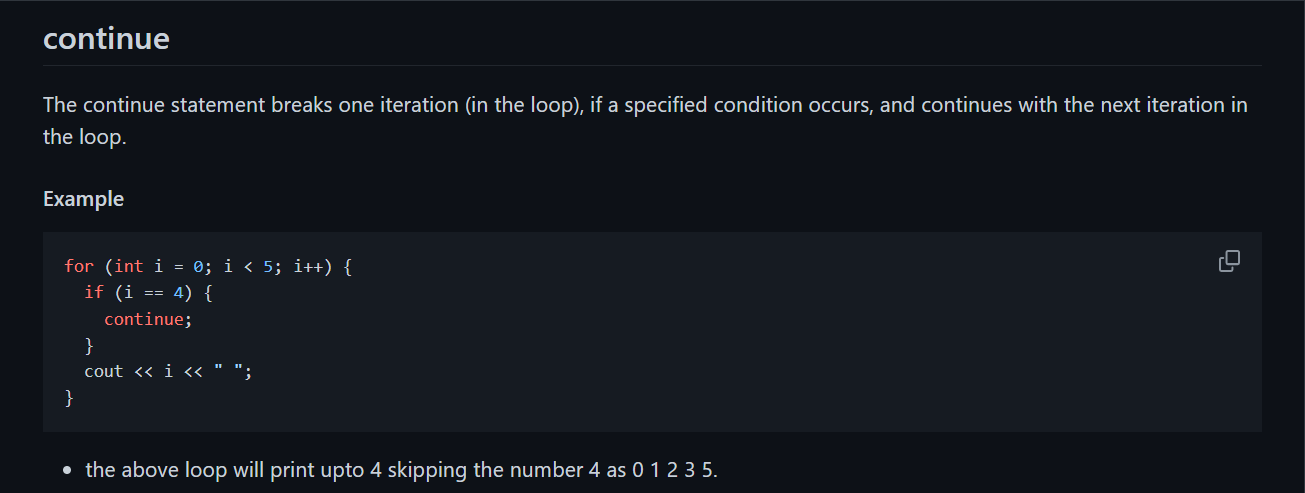 continue
The continue statement breaks one iteration (in the loop), if a specified condition occurs, and continues with the next iteration in
the loop.
Example
for (int i = 0; i < 5; i++) {
  if (i == 4) {
    continue;
  }
  cout << i << " ";
}
• the above loop will print upto 4 skipping the number 4 as 0 1 2 3 5.